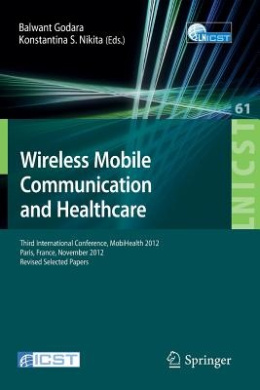 Balwant Godara
Konstantina S. Nikita (Eds.)
ICST
61
LNICST
Wireless Mobile
Communication
and Healthcare
Third International Conference, MobiHealth 2012
Paris, France, November 2012
Revised Selected Papers
ICST
Springer